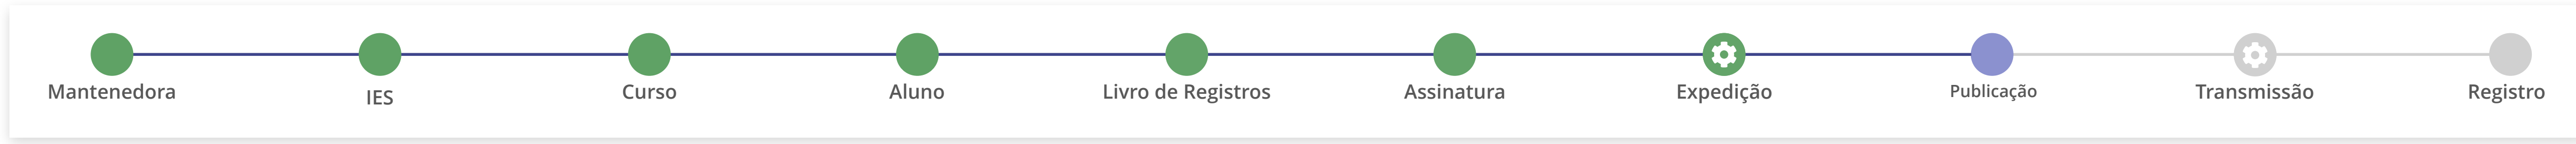 Mantenedora
IES
Curso
Aluno
Livro de Registros
Assinatura
Expedição
Publicação
Transmissão
Registro